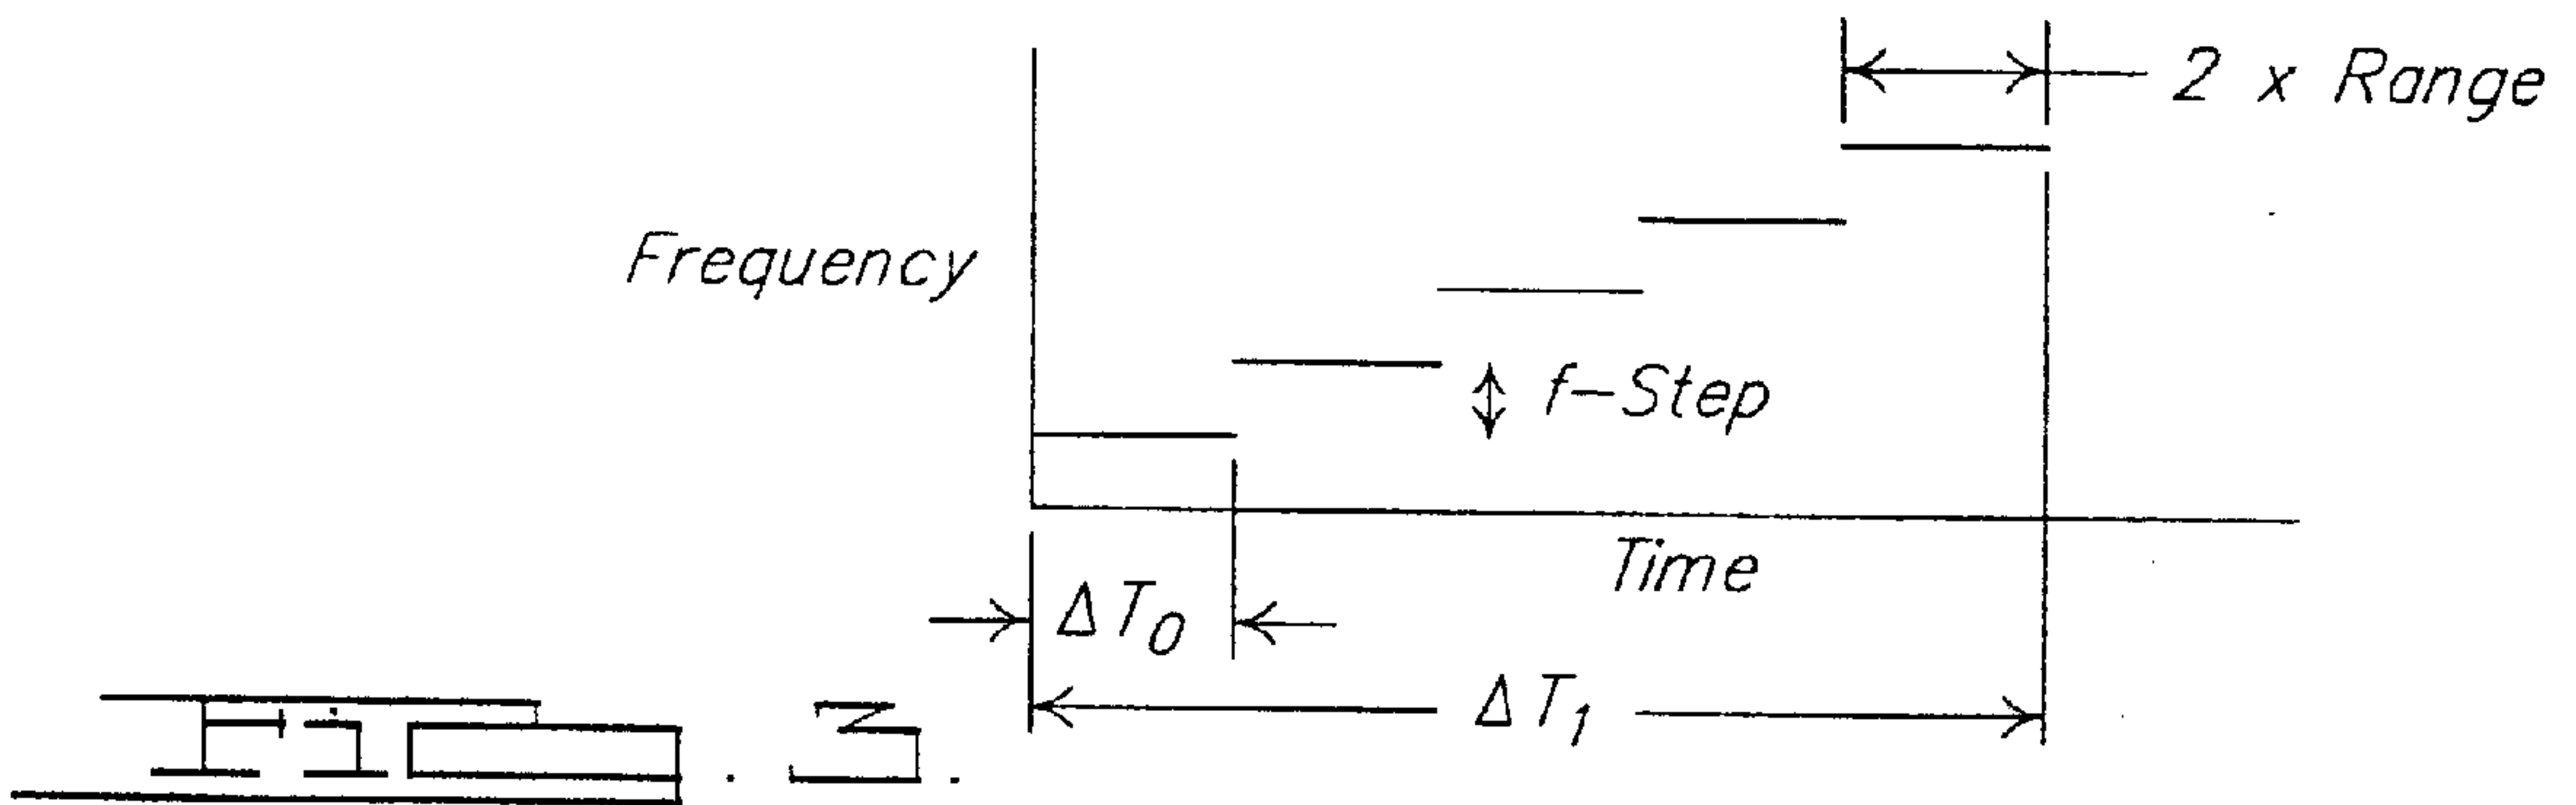 2 x Range
Frequency
f-Step
Time
ΔT₀
ΔT₁
Fig. 3.